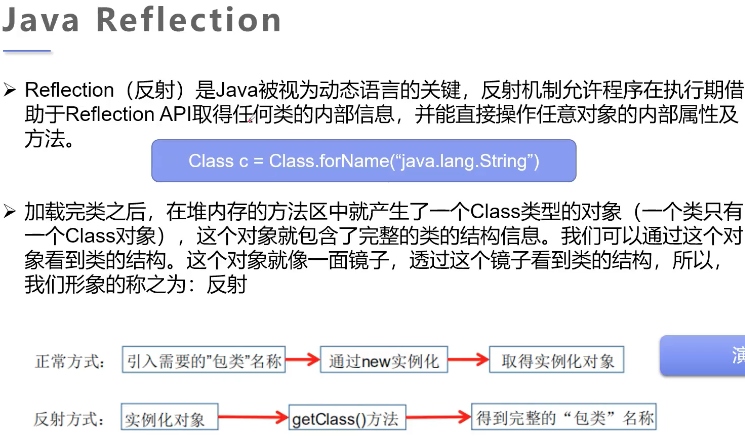 Java Reflection
➢ Reflection（反射）是Java被视为动态语言的关键，反射机制允许程序在执行期借
助于Reflection API取得任何类的内部信息，并能直接操作任意对象的内部属性及
方法。
Class c = Class.forName(“java.lang.String”)
➢ 加载完类之后，在堆内存的方法区中就产生了一个Class类型的对象（一个类只有
一个Class对象），这个对象就包含了完整的类的结构信息。我们可以通过这个对
象看到类的结构。这个对象就像一面镜子，透过这个镜子看到类的结构，所以，
我们形象的称之为：反射
正常方式： 引入需要的”包类”名称 通过new实例化 取得实例化对象
演
反射方式： 实例化对象 getClass()方法 得到完整的“包类”名称